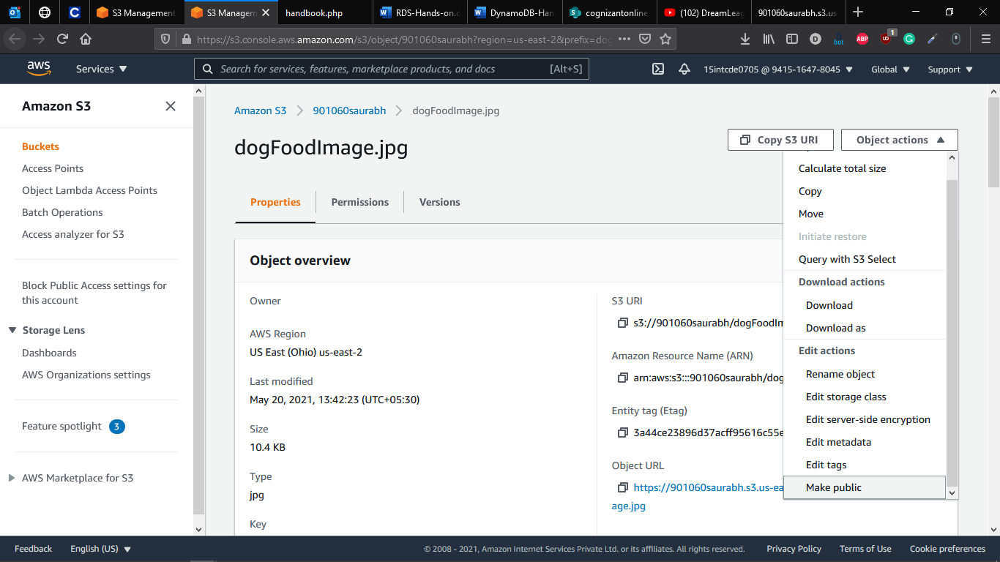 S3 Management
S3 Managem
handbook.php
RDS-Hands-on.d
DynamoDB-Han
cognizantonline.
(102) DreamLeag
901060saurabh.s3.us-
https://s3.console.aws.amazon.com/s3/object/901060saurabh?region=us-east-2&prefix=dog
bot
ABP
1
aws
Services
Search for services, features, marketplace products, and docs
[Alt+S]
15intcde0705 @ 9415-1647-8045
Global
Support
Amazon S3
Buckets
Access Points
Object Lambda Access Points
Batch Operations
Access analyzer for S3
Block Public Access settings for
this account
Storage Lens
Dashboards
AWS Organizations settings
Feature spotlight 3
AWS Marketplace for S3
Amazon S3
901060saurabh
dogFoodImage.jpg
dogFoodImage.jpg
Copy S3 URI
Object actions
Properties
Permissions
Versions
Object overview
Owner
AWS Region
US East (Ohio) us-east-2
Last modified
May 20, 2021, 13:42:23 (UTC+05:30)
Size
10.4 KB
Type
jpg
Key
S3 URI
s3://901060saurabh/dogFoodIm
Amazon Resource Name (ARN)
arn:aws:s3:::901060saurabh/dog
Entity tag (Etag)
3a44ce23896d37acff95616c55e
Object URL
https://901060saurabh.s3.us-ea
age.jpg
Calculate total size
Copy
Move
Initiate restore
Query with S3 Select
Download actions
Download
Download as
Edit actions
Rename object
Edit storage class
Edit server-side encryption
Edit metadata
Edit tags
Make public
Feedback
English (US)
© 2008 - 2021, Amazon Internet Services Private Ltd. or its affiliates. All rights reserved.
Privacy Policy
Terms of Use
Cookie preferences